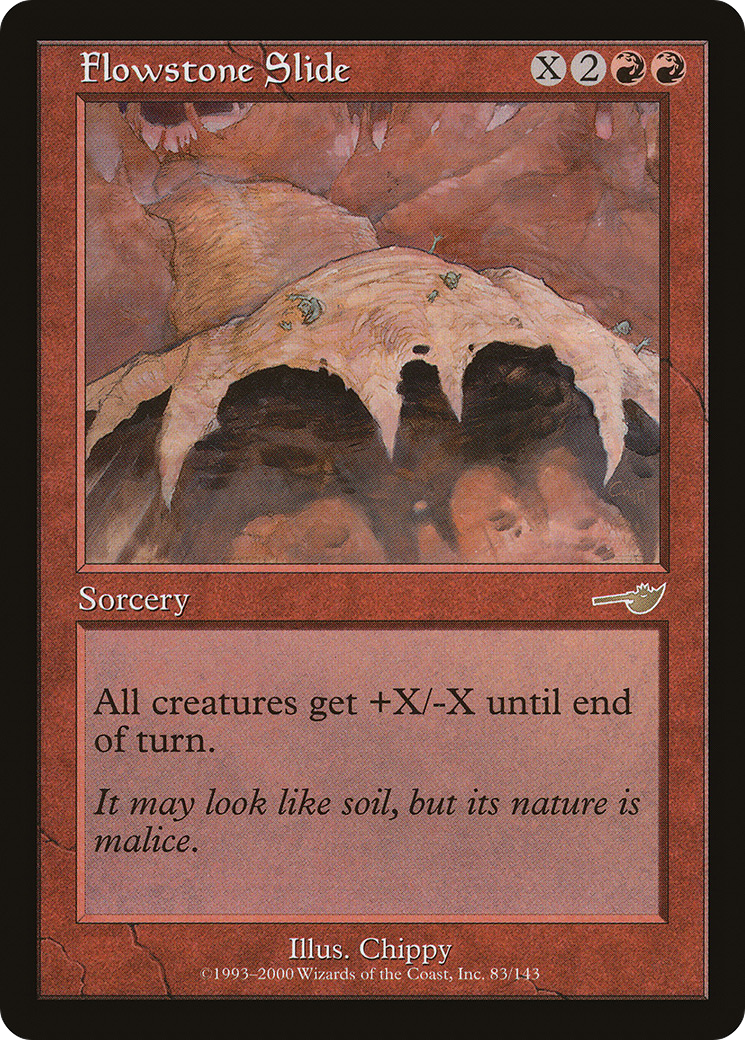 Flowstone Slide X 2
Sorcery
All creatures get +X/-X until end
of turn.
It may look like soil, but its nature is
malice.
Illus. Chippy
©1993–2000 Wizards of the Coast, Inc. 83/143